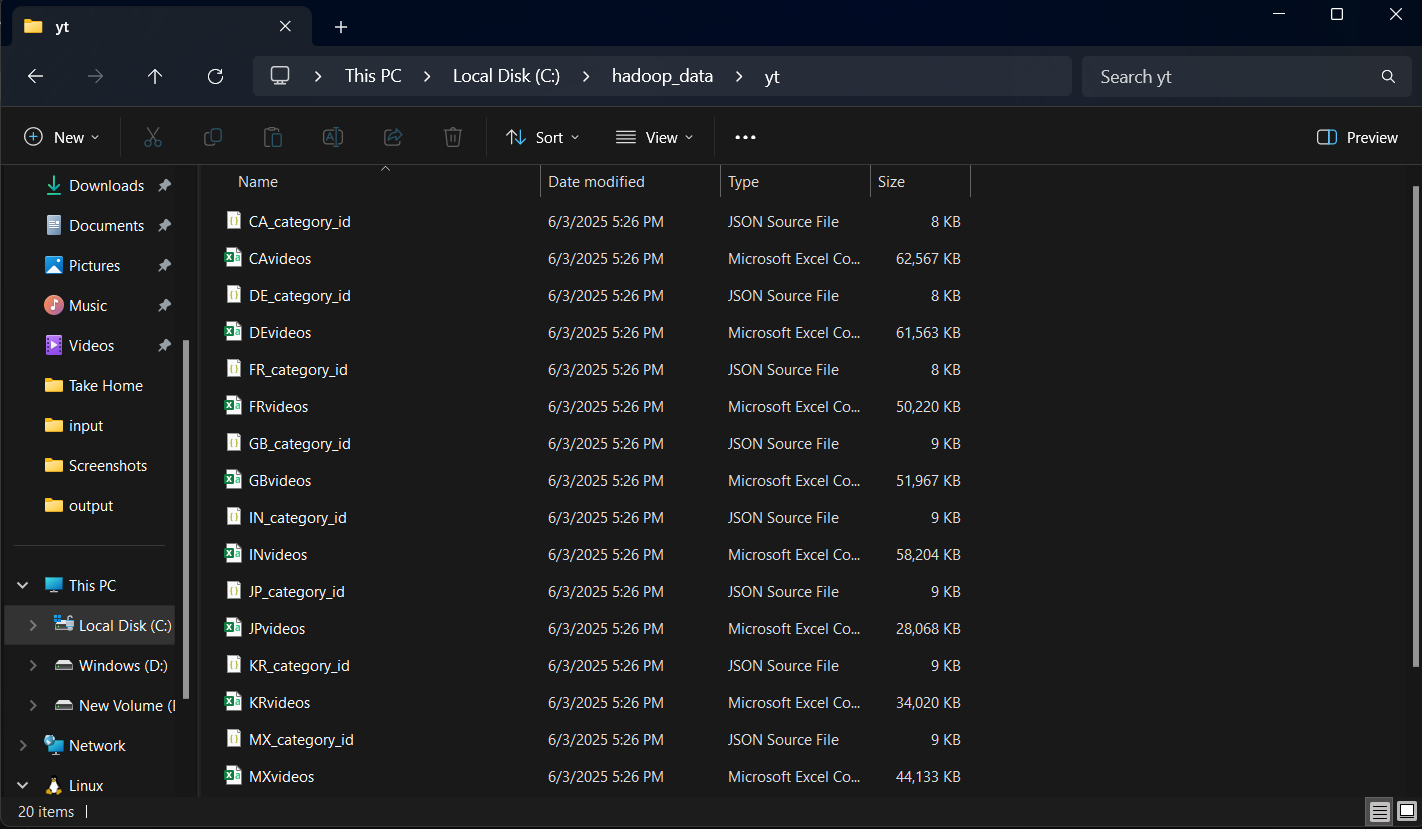 yt
This PC > Local Disk (C:) > hadoop_data > yt
Search yt
New
Sort
View
Preview
Downloads
Documents
Pictures
Music
Videos
Take Home
input
Screenshots
output
This PC
Local Disk (C:)
Windows (D:)
New Volume (
Network
Linux
Name Date modified Type Size
CA_category_id 6/3/2025 5:26 PM JSON Source File 8 KB
CAvideos 6/3/2025 5:26 PM Microsoft Excel Co... 62,567 KB
DE_category_id 6/3/2025 5:26 PM JSON Source File 8 KB
DEvideos 6/3/2025 5:26 PM Microsoft Excel Co... 61,563 KB
FR_category_id 6/3/2025 5:26 PM JSON Source File 8 KB
FRvideos 6/3/2025 5:26 PM Microsoft Excel Co... 50,220 KB
GB_category_id 6/3/2025 5:26 PM JSON Source File 9 KB
GBvideos 6/3/2025 5:26 PM Microsoft Excel Co... 51,967 KB
IN_category_id 6/3/2025 5:26 PM JSON Source File 9 KB
INvideos 6/3/2025 5:26 PM Microsoft Excel Co... 58,204 KB
JP_category_id 6/3/2025 5:26 PM JSON Source File 9 KB
JPvideos 6/3/2025 5:26 PM Microsoft Excel Co... 28,068 KB
KR_category_id 6/3/2025 5:26 PM JSON Source File 9 KB
KRvideos 6/3/2025 5:26 PM Microsoft Excel Co... 34,020 KB
MX_category_id 6/3/2025 5:26 PM JSON Source File 9 KB
MXvideos 6/3/2025 5:26 PM Microsoft Excel Co... 44,133 KB
20 items